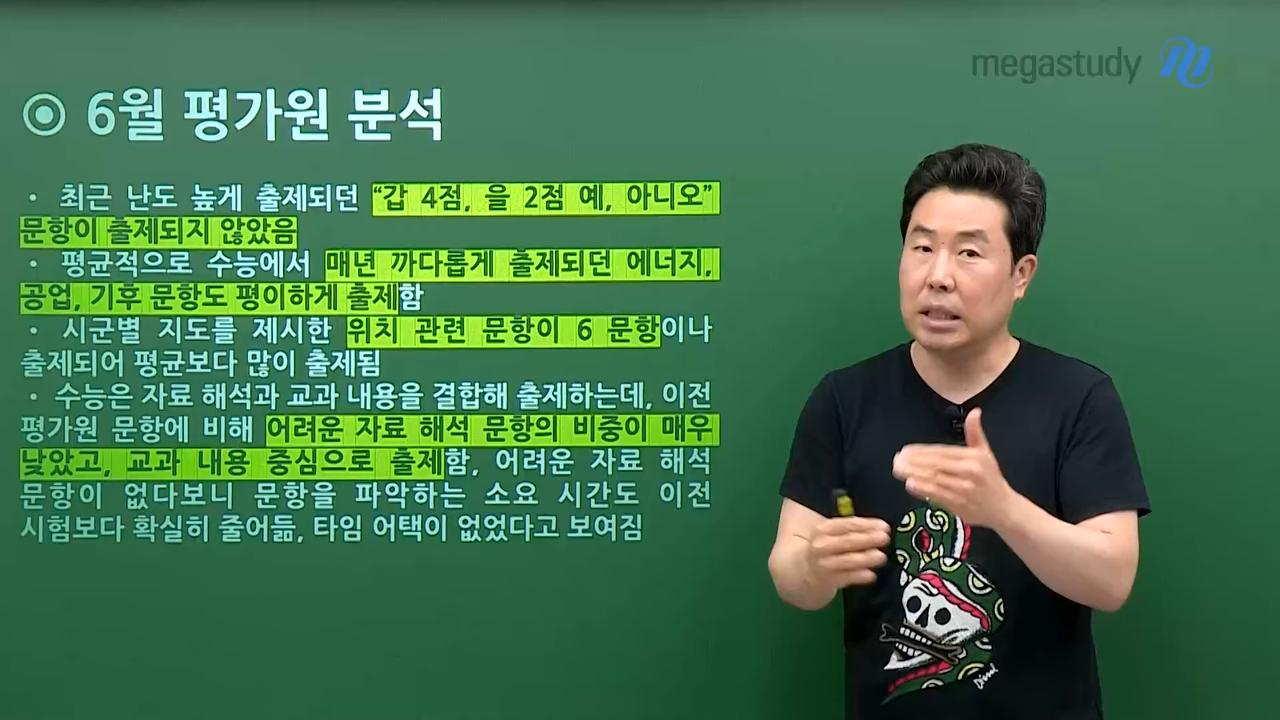 megastudy
◉ 6월 평가원 분석
• 최근 난도 높게 출제되던 “갑 4점, 을 2점 예, 아니오”
문항이 출제되지 않았음
• 평균적으로 수능에서 매년 까다롭게 출제되던 에너지,
공업, 기후 문항도 평이하게 출제함
• 시군별 지도를 제시한 위치 관련 문항이 6 문항이나
출제되어 평균보다 많이 출제됨
• 수능은 자료 해석과 교과 내용을 결합해 출제하는데, 이전
평가원 문항에 비해 어려운 자료 해석 문항의 비중이 매우
낮았고, 교과 내용 중심으로 출제함, 어려운 자료 해석
문항이 없다보니 문항을 파악하는 소요 시간도 이전
시험보다 확실히 줄어듦, 타임 어택이 없었다고 보여짐